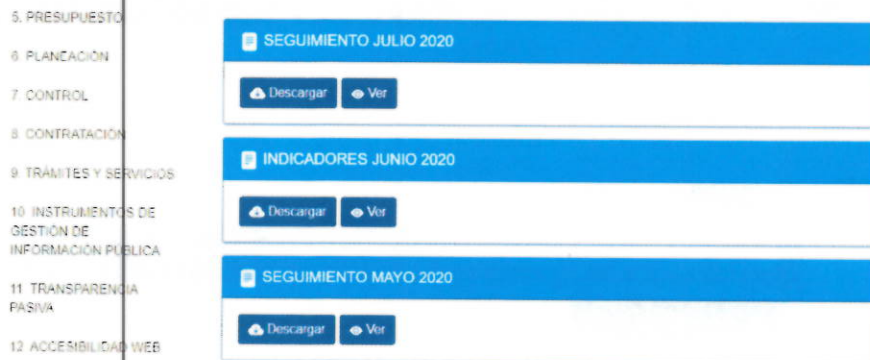 5. PRESUPUESTO
6 PLANEACIÓN
7. CONTROL
8 CONTRATACIÓN
9. TRÁMITES Y SERVICIOS
10 INSTRUMENTOS DE
GESTIÓN DE
INFORMACIÓN PÚBLICA
11 TRANSPARENCIA
PASIVA
12 ACCESIBILIDAD WEB
SEGUIMIENTO JULIO 2020
Descargar Ver
INDICADORES JUNIO 2020
Descargar Ver
SEGUIMIENTO MAYO 2020
Descargar Ver